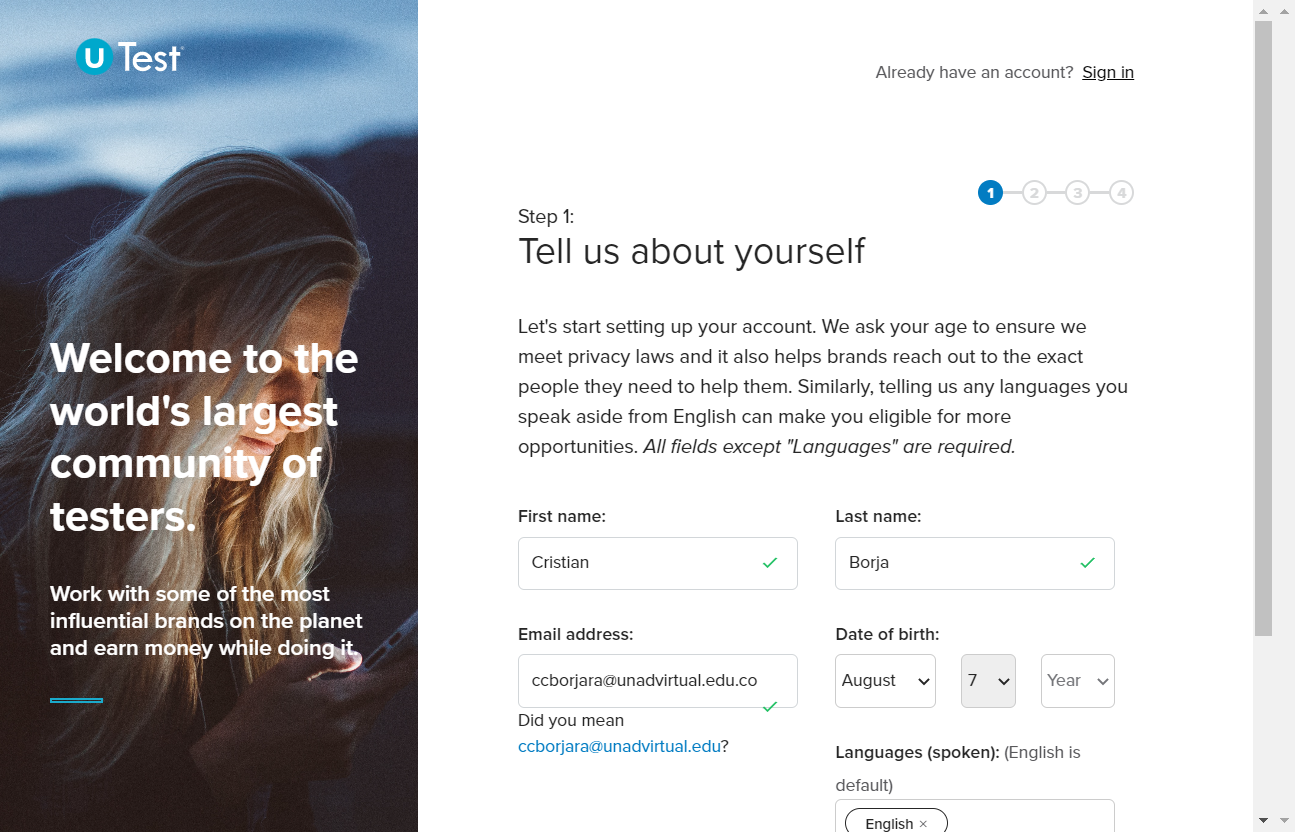 U Test
Welcome to the
world's largest
community of
testers.
Work with some of the most
influential brands on the planet
and earn money while doing it.
Already have an account? Sign in
1 2 3 4
Step 1:
Tell us about yourself
Let's start setting up your account. We ask your age to ensure we
meet privacy laws and it also helps brands reach out to the exact
people they need to help them. Similarly, telling us any languages you
speak aside from English can make you eligible for more
opportunities. All fields except "Languages" are required.
First name:
Cristian
Last name:
Borja
Email address:
ccborjara@unadvirtual.edu.co
Did you mean
ccborjara@unadvirtual.edu?
Date of birth:
August 7 Year
Languages (spoken): (English is
default)
English ×